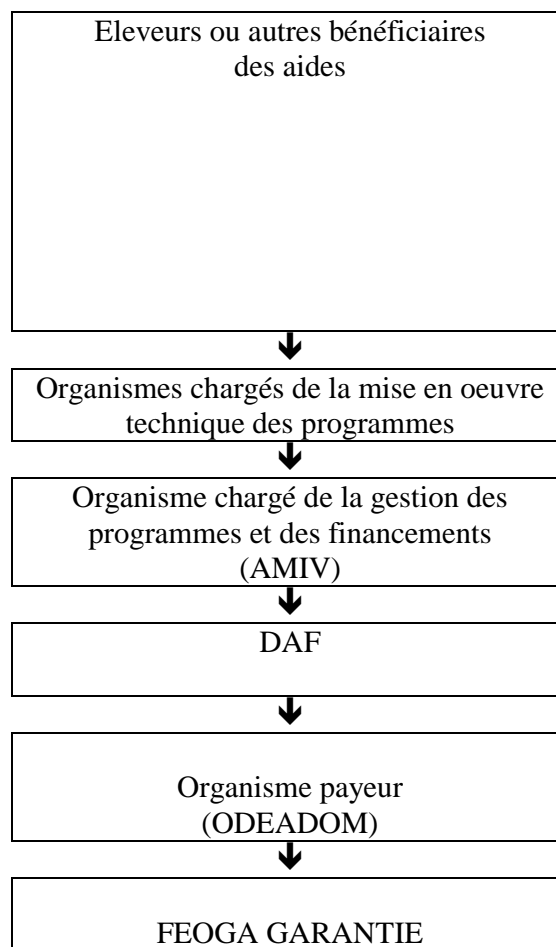 Eleveurs ou autres bénéficiaires
des aides
Organismes chargés de la mise en oeuvre
technique des programmes
Organisme chargé de la gestion des
programmes et des financements
(AMIV)
DAF
Organisme payeur
(ODEADOM)
FEOGA GARANTIE